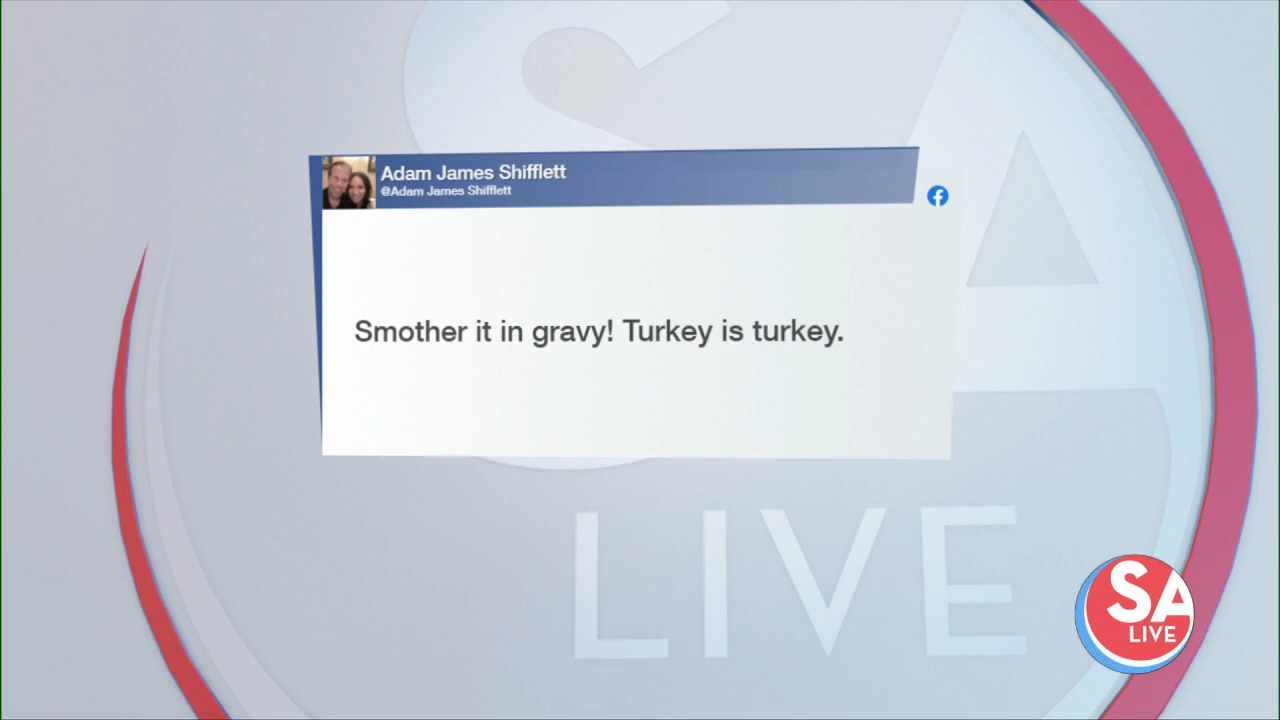 Adam James Shifflett
@Adam James Shifflett
Smother it in gravy! Turkey is turkey.
SA
LIVE
SA
LIVE